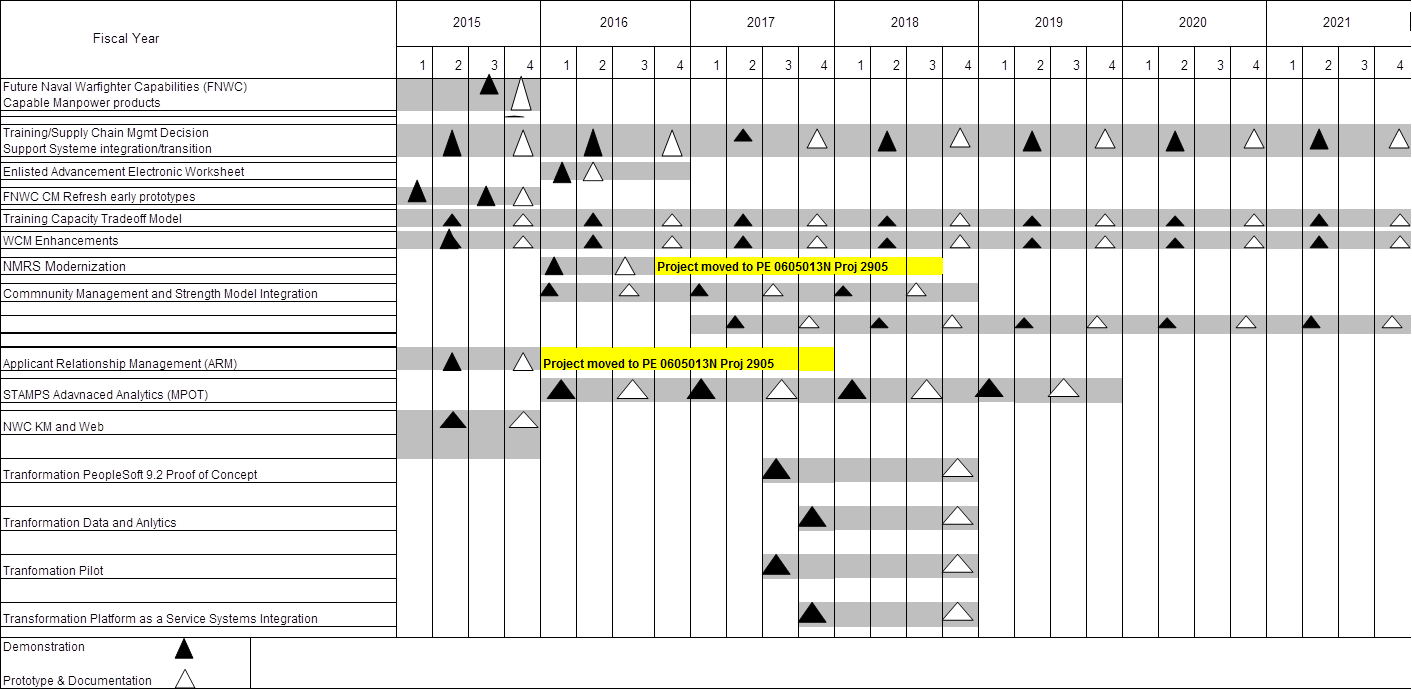 2015 2016 2017 2018 2019 2020 2021
Fiscal Year
1 2 3 4 1 2 3 4 1 2 3 4 1 2 3 4 1 2 3 4 1 2 3 4 1 2 3 4
Future Naval Warfighter Capabilities (FNWC)
Capable Manpower products
Training/Supply Chain Mgmt Decision
Support Systeme integration/transition
Enlisted Advancement Electronic Worksheet
FNWC CM Refresh early prototypes
Training Capacity Tradeoff Model
WCM Enhancements
NMRS Modernization Project moved to PE 0605013N Proj 2905
Commnunity Management and Strength Model Integration
Applicant Relationship Management (ARM) Project moved to PE 0605013N Proj 2905
STAMPS Adavnaced Analytics (MPOT)
NWC KM and Web
Tranformation PeopleSoft 9.2 Proof of Concept
Tranformation Data and Anlytics
Tranfomation Pilot
Transformation Platform as a Service Systems Integration
Demonstration
Prototype & Documentation